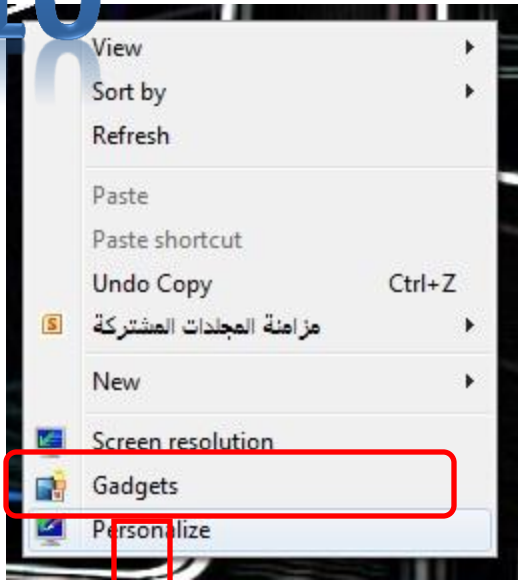 View
Sort by
Refresh
Paste
Paste shortcut
Undo Copy Ctrl+Z
مزامنة المجلدات المشتركة
New
Screen resolution
Gadgets
Personalize